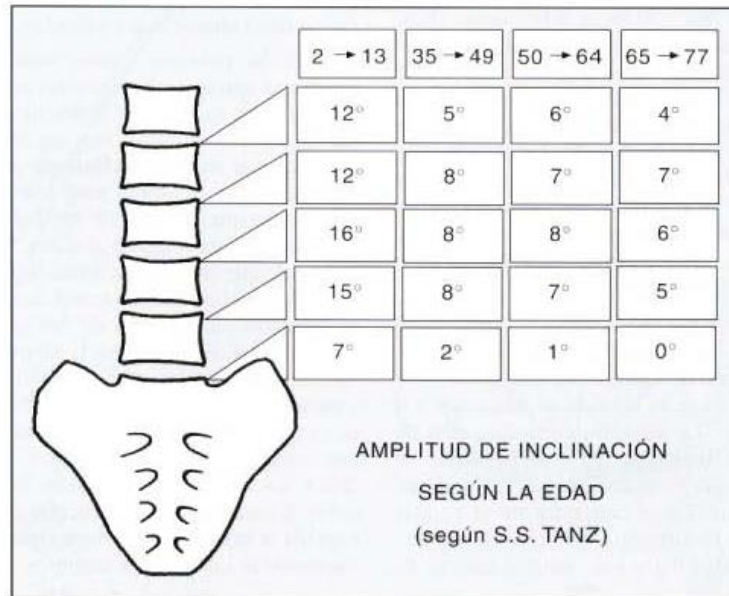 2 → 13 35 → 49 50 → 64 65 → 77
12° 5° 6° 4°
12° 8° 7° 7°
16° 8° 8° 6°
15° 8° 7° 5°
7° 2° 1° 0°
AMPLITUD DE INCLINACIÓN
SEGÚN LA EDAD
(según S.S. TANZ)